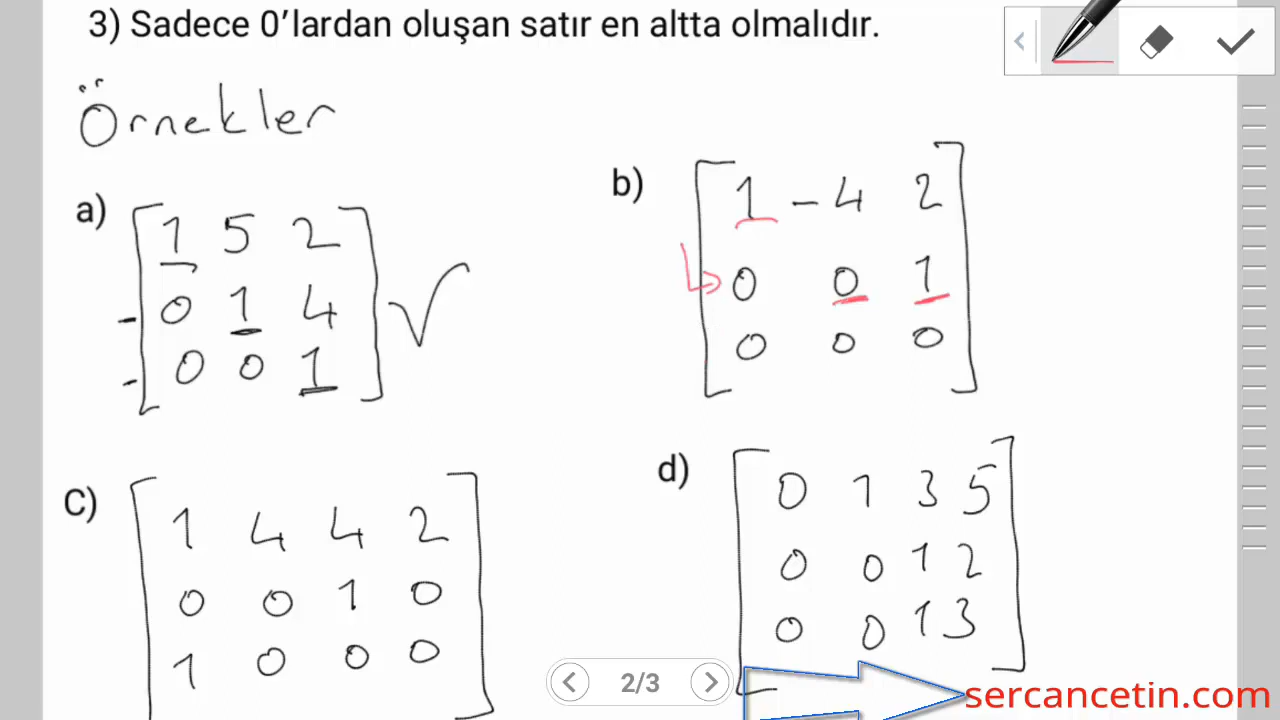 3) Sadece 0'lardan oluşan satır en altta olmalıdır.
Örnekler
a)
1 5 2
0 1 4
0 0 1
b)
1 -4 2
0 0 1
0 0 0
C)
1 4 4 2
0 0 1 0
1 0 0 0
d)
0 1 3 5
0 0 1 2
0 0 1 3
2/3
sercancetin.com